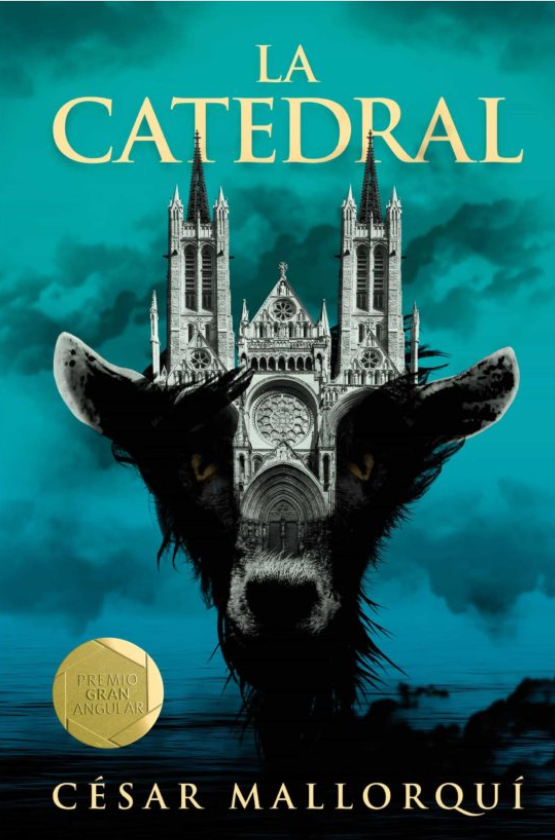 LA
CATEDRAL
PREMIO
GRAN
ANGULAR
CÉSAR MALLORQUÍ